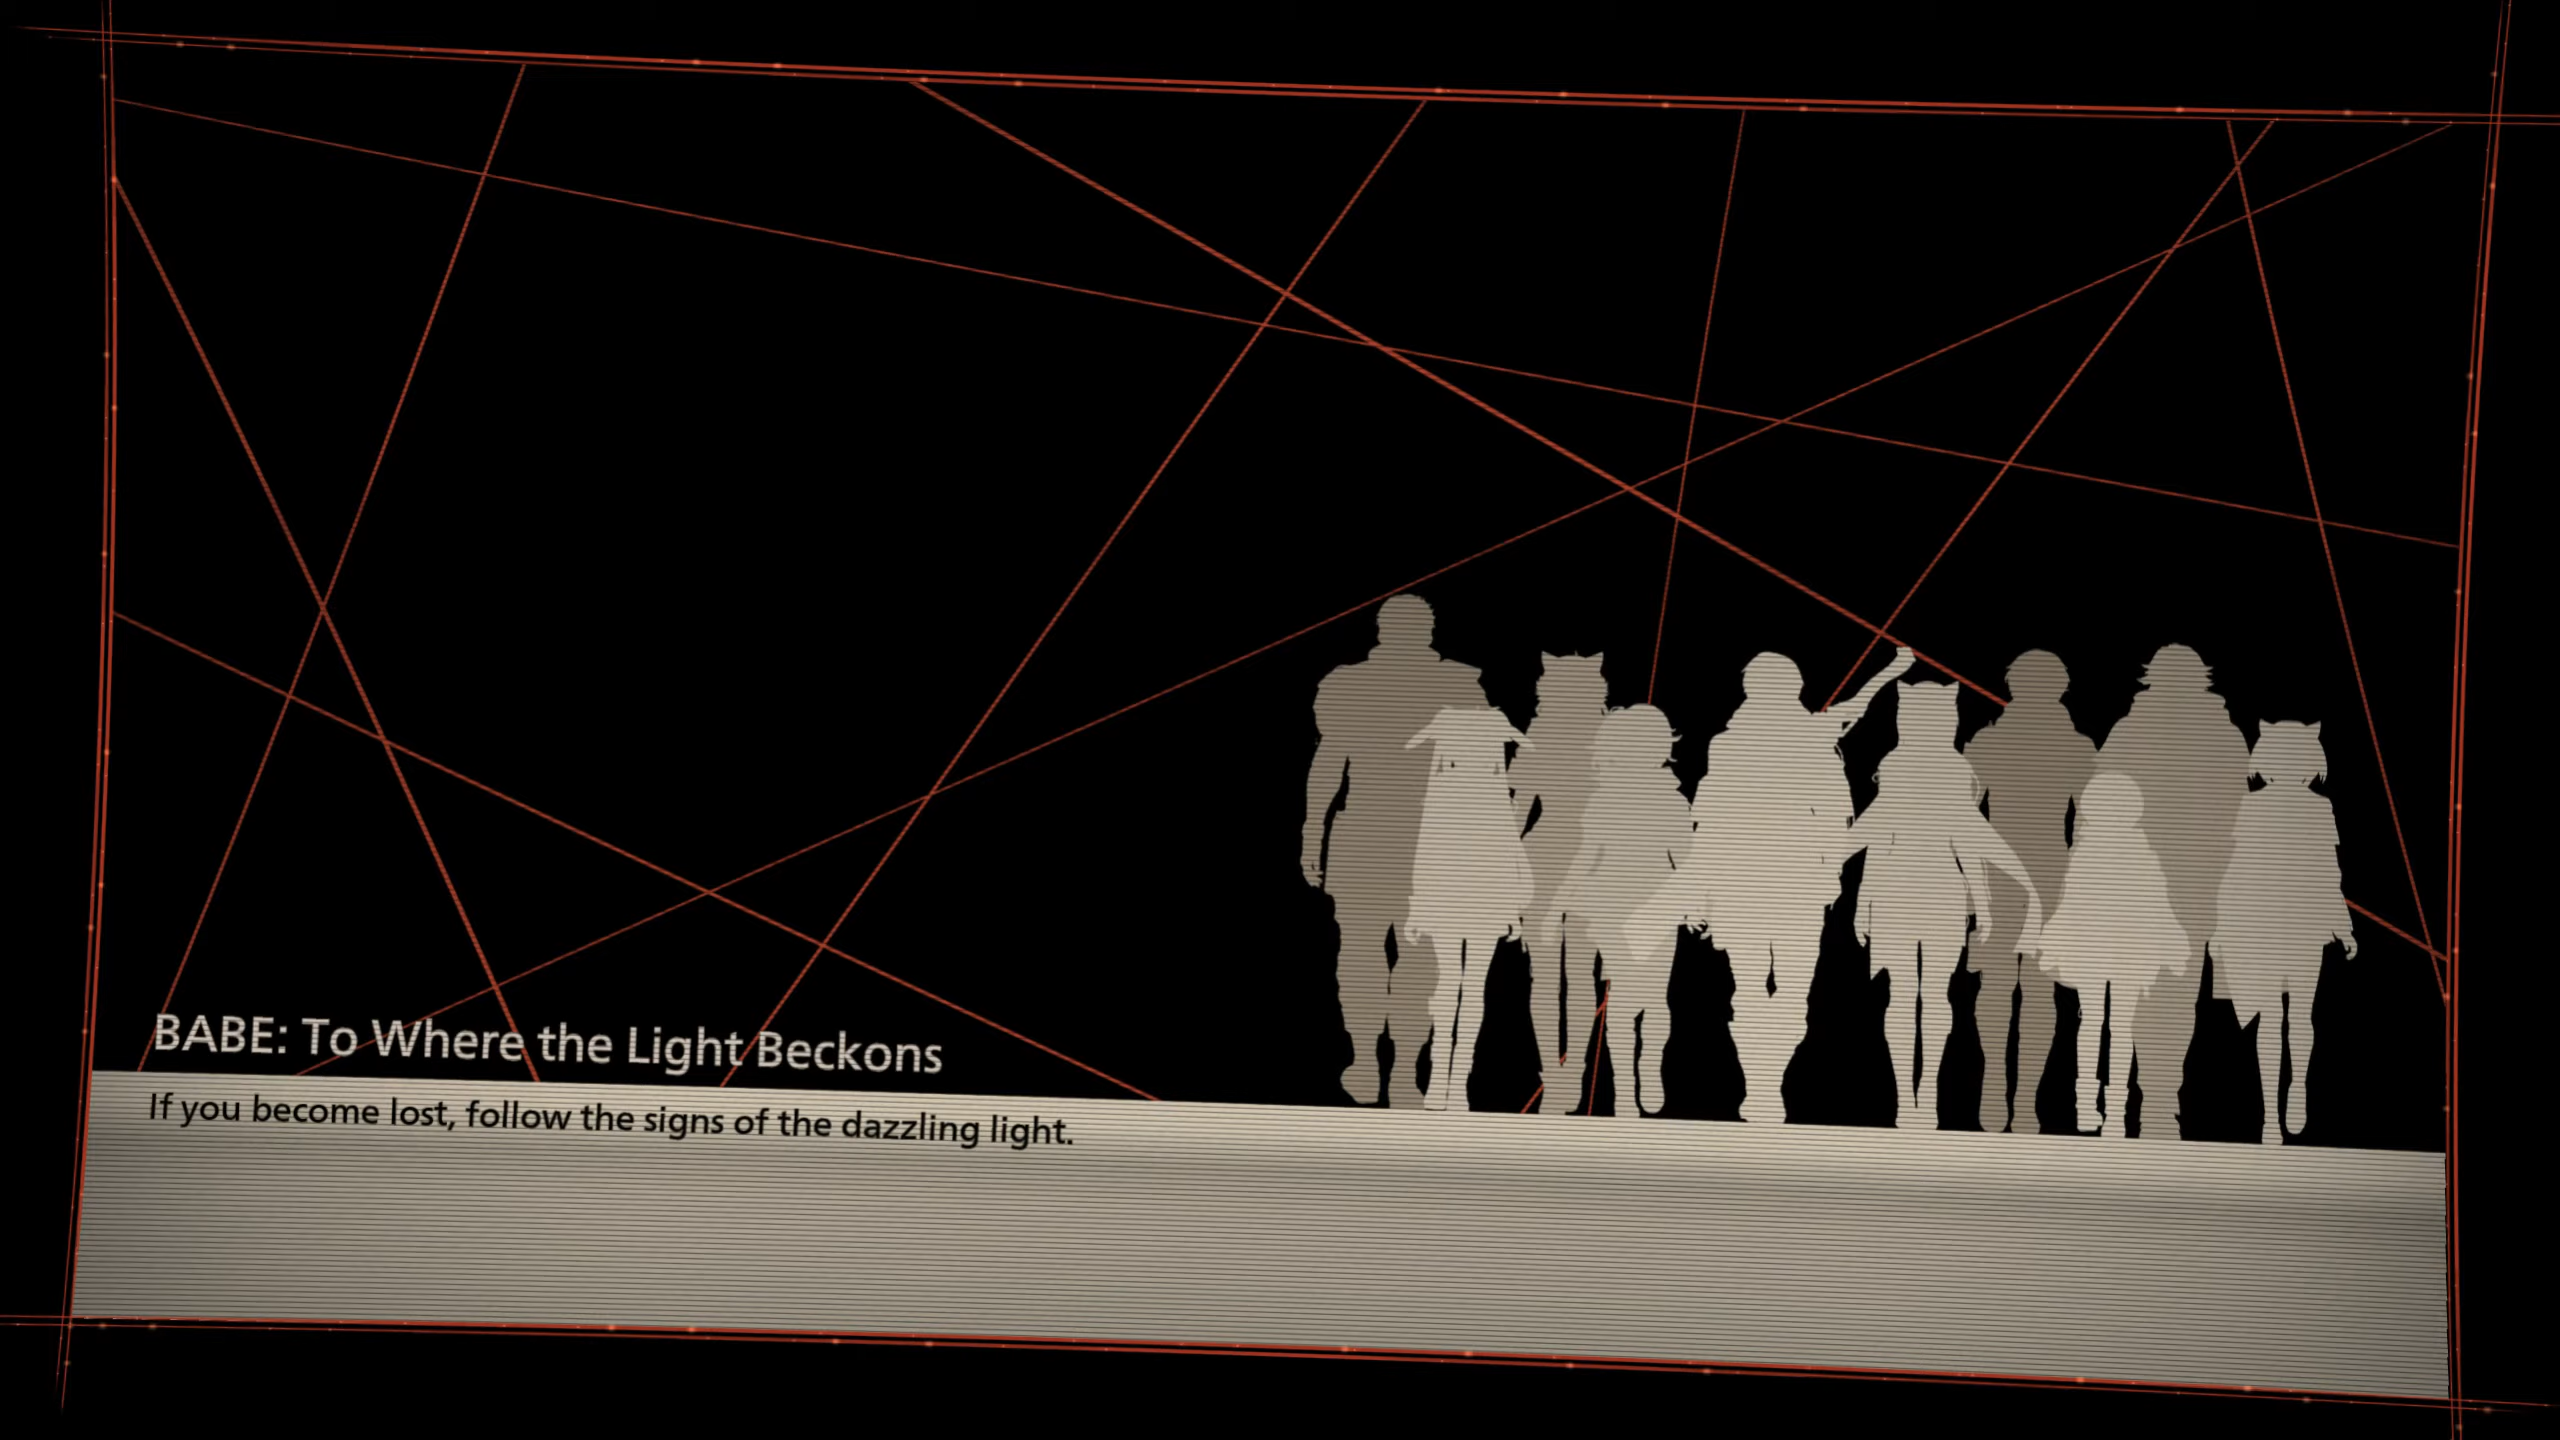 BABE: To Where the Light Beckons
If you become lost, follow the signs of the dazzling light.